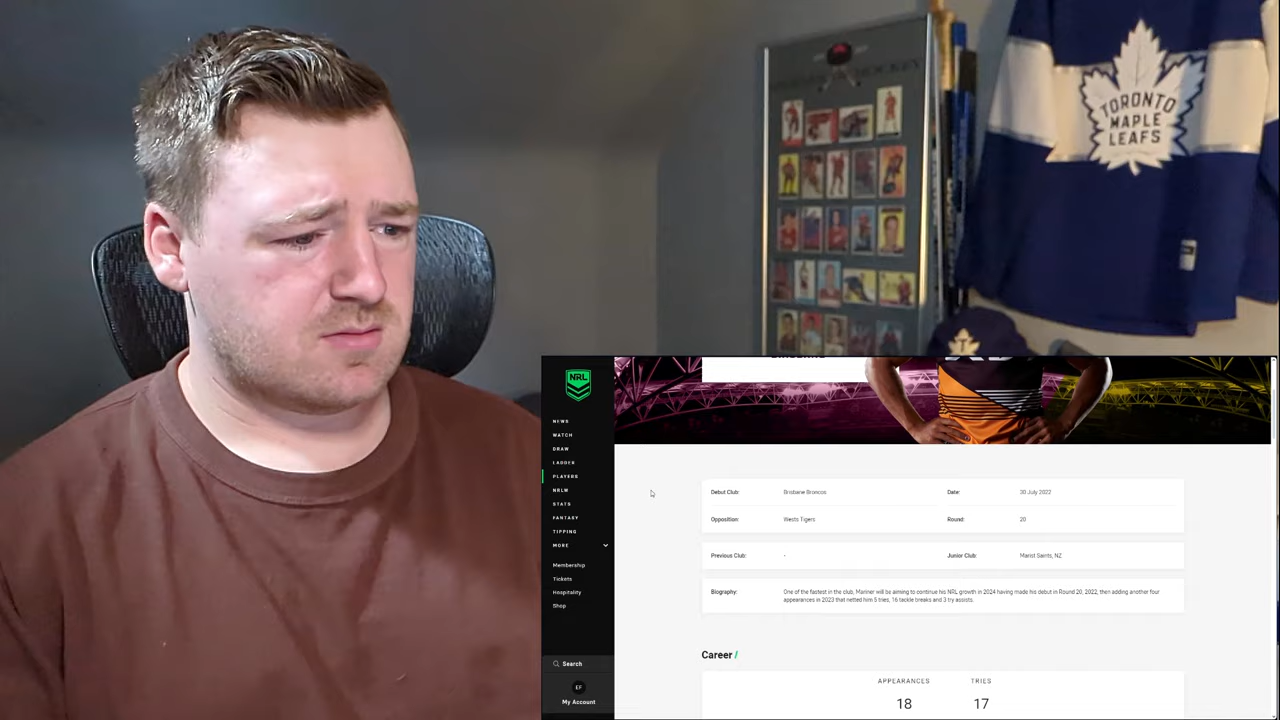 HOCKEY
TORONTO
MAPLE
LEAFS
NRL
NEWS
WATCH
DRAW
LADDER
PLAYERS
NRLW
STATS
FANTASY
TIPPING
MORE
Membership
Tickets
Hospitality
Shop
Search
EF
My Account
Debut Club: Brisbane Broncos Date: 30 July 2022
Opposition: Wests Tigers Round: 20
Previous Club: - Junior Club: Marist Saints, NZ
Biography: One of the fastest in the club, Mariner will be aiming to continue his NRL growth in 2024 having made his debut in Round 20, 2022, then adding another four
appearances in 2023 that netted him 5 tries, 16 tackle breaks and 3 try assists.
Career /
APPEARANCES TRIES
18 17